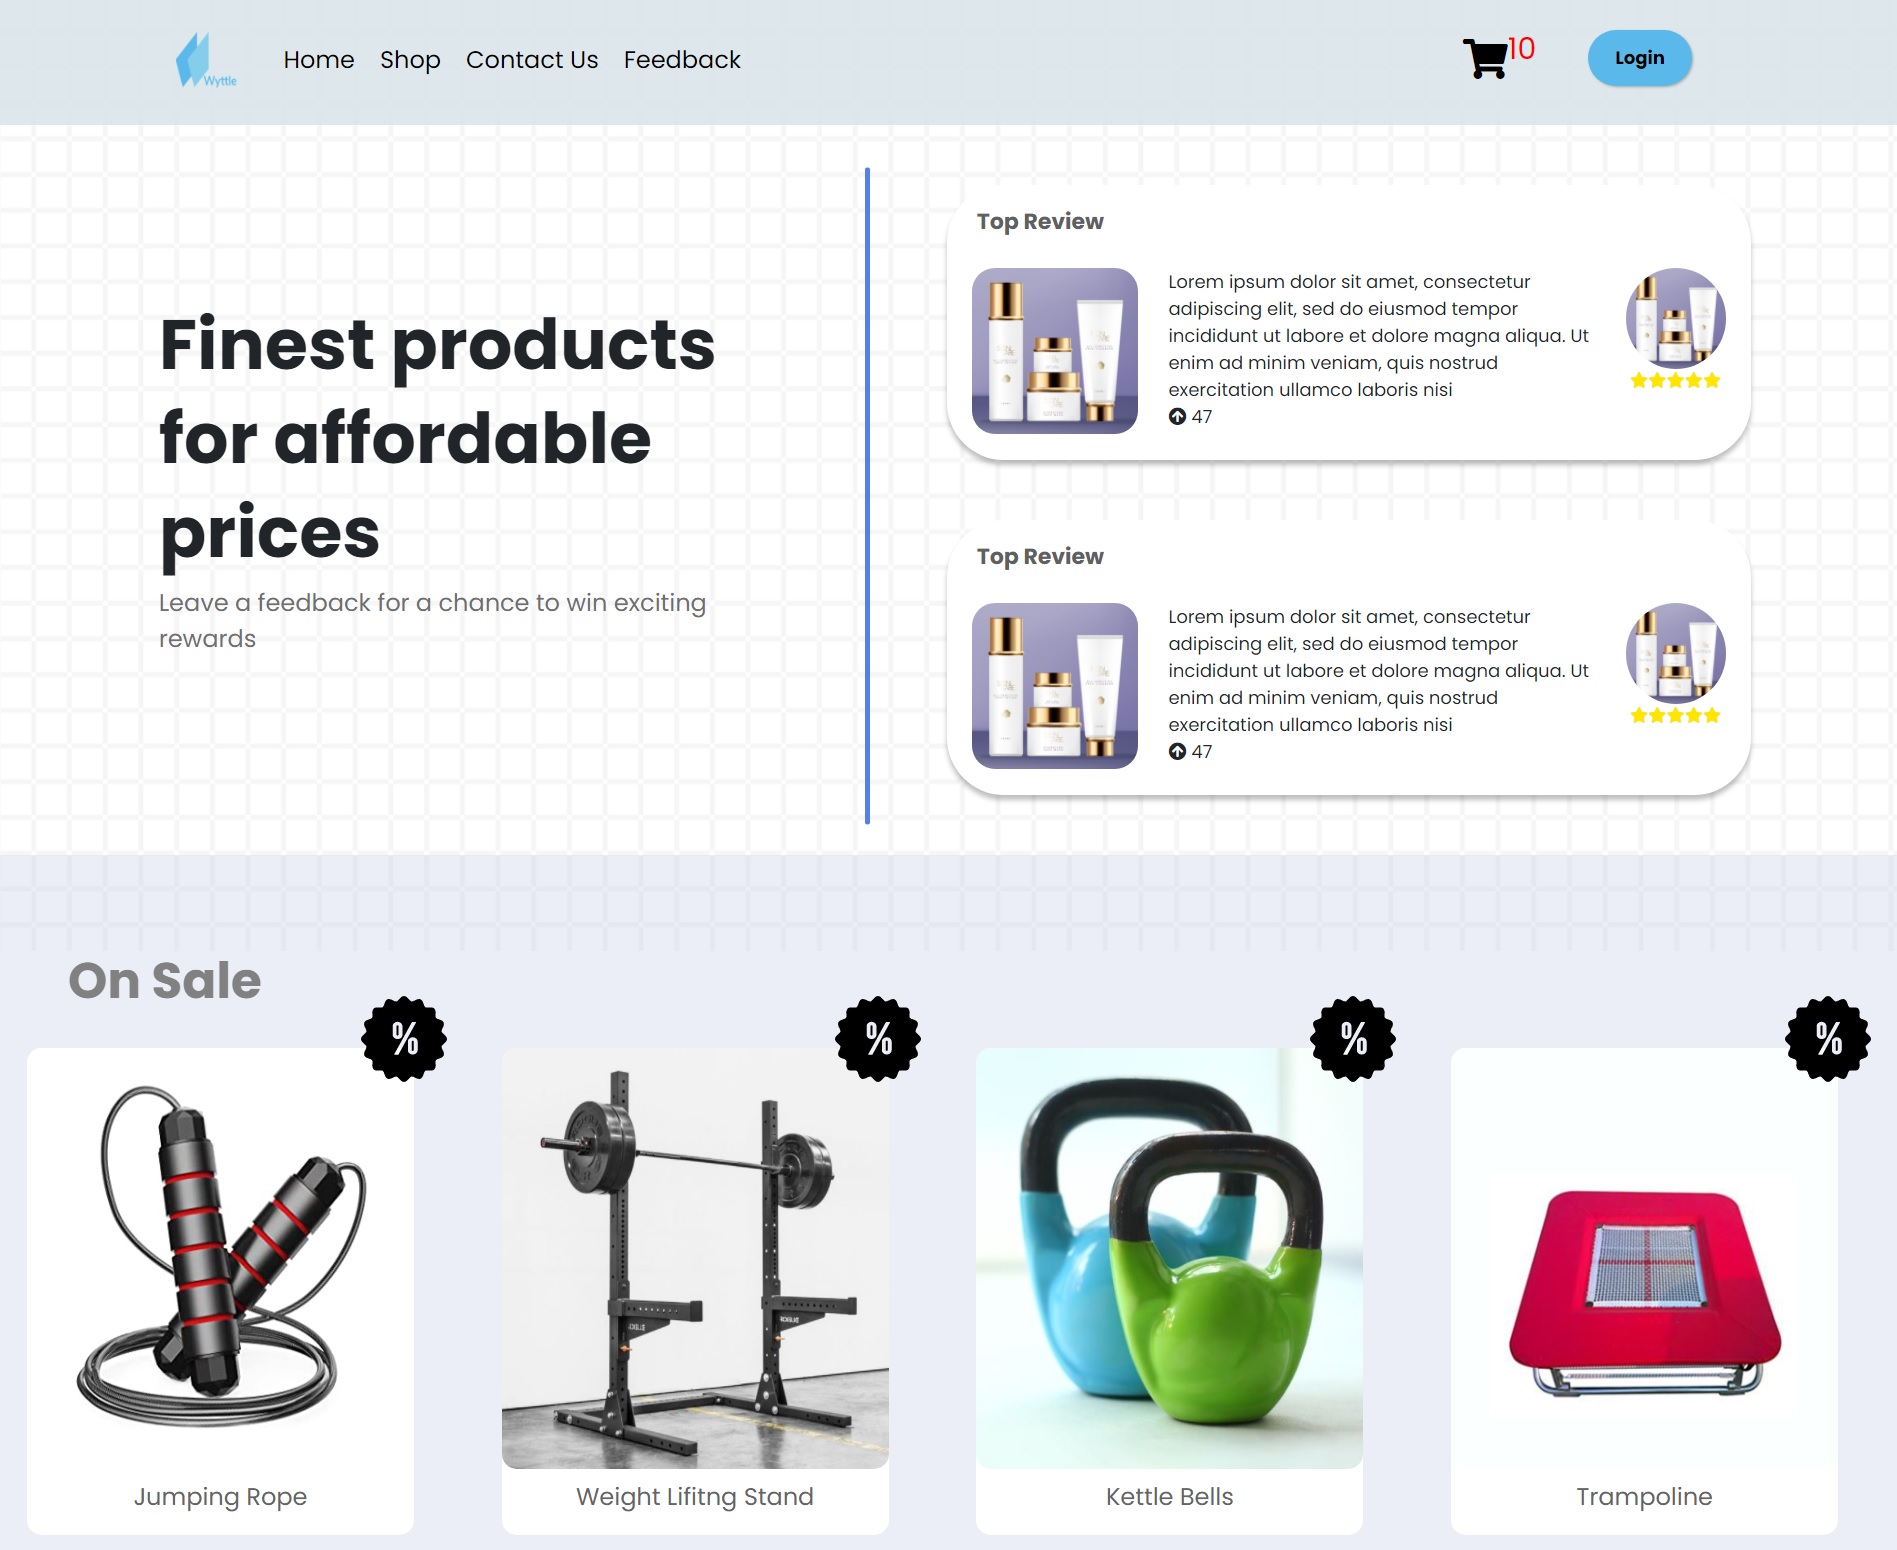 Wyttle
Home Shop Contact Us Feedback
10
Login
Finest products
for affordable
prices
Leave a feedback for a chance to win exciting
rewards
Top Review
Lorem ipsum dolor sit amet, consectetur
adipiscing elit, sed do eiusmod tempor
incididunt ut labore et dolore magna aliqua. Ut
enim ad minim veniam, quis nostrud
exercitation ullamco laboris nisi
47
Top Review
Lorem ipsum dolor sit amet, consectetur
adipiscing elit, sed do eiusmod tempor
incididunt ut labore et dolore magna aliqua. Ut
enim ad minim veniam, quis nostrud
exercitation ullamco laboris nisi
47
On Sale
%
%
%
%
Jumping Rope
Weight Lifitng Stand
Kettle Bells
Trampoline